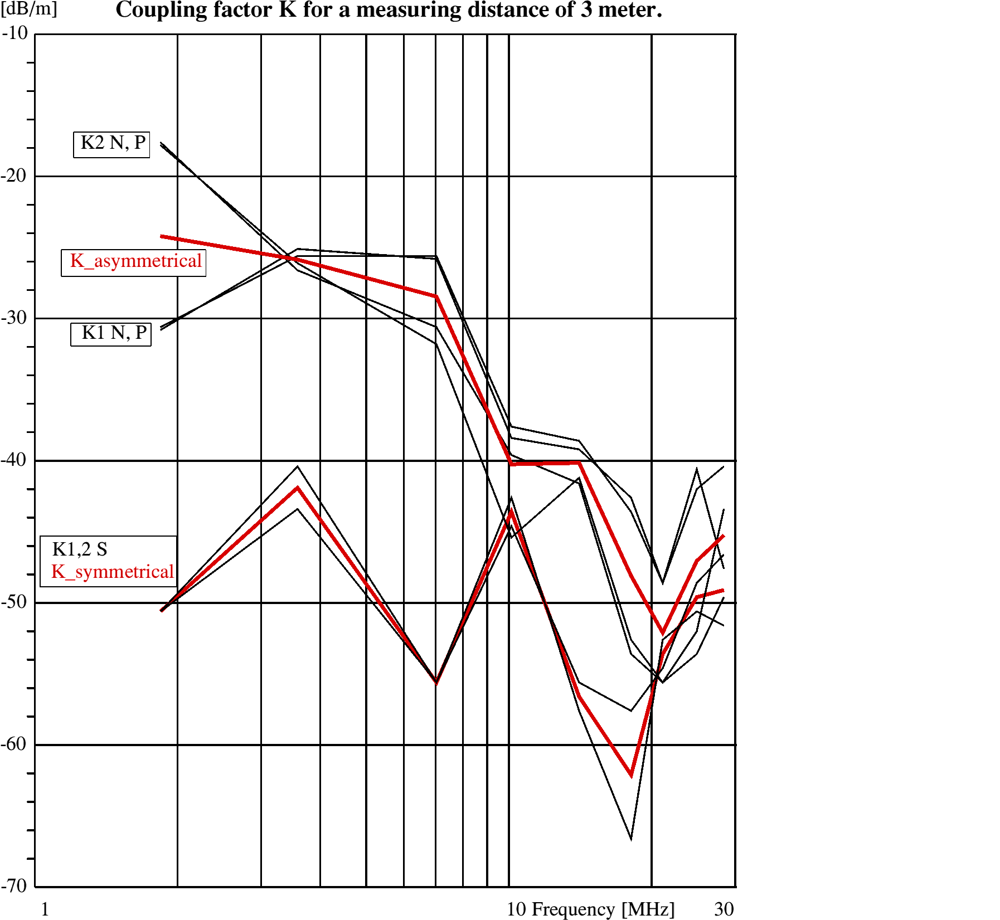 [dB/m]
Coupling factor K for a measuring distance of 3 meter.
-10
K2 N, P
-20
K_asymmetrical
-30
K1 N, P
-40
K1,2 S
K_symmetrical
-50
-60
-70
1
10 Frequency [MHz]
30